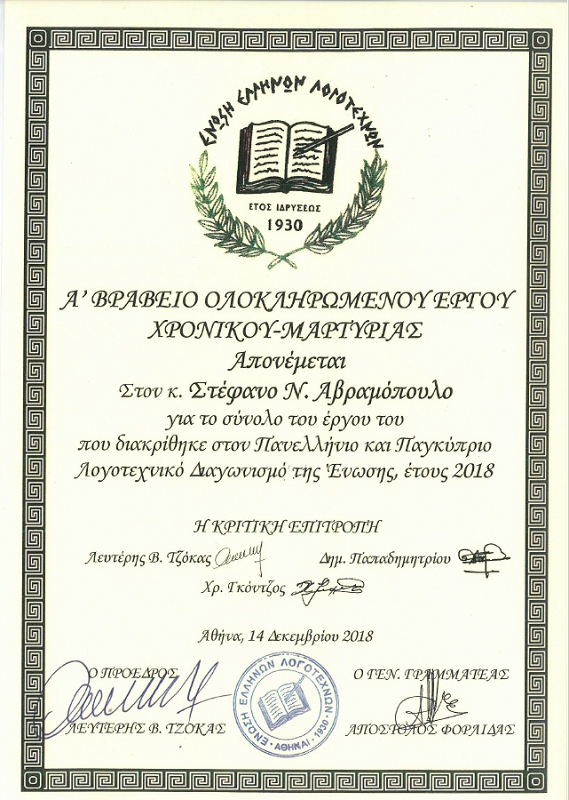 ΕΝΩΣΗ ΕΛΛΗΝΩΝ ΛΟΓΟΤΕΧΝΩΝ
ΕΤΟΣ ΙΔΡΥΣΕΩΣ
1930
Α' ΒΡΑΒΕΙΟ ΟΛΟΚΛΗΡΩΜΕΝΟΥ ΕΡΓΟΥ
ΧΡΟΝΙΚΟΥ-ΜΑΡΤΥΡΙΑΣ
Απονέμεται
Στον κ. Στέφανο Ν. Αβραμόπουλο
για το σύνολο του έργου του
που διακρίθηκε στον Πανελλήνιο και Παγκύπριο
Λογοτεχνικό Διαγωνισμό της Ένωσης, έτους 2018
Η ΚΡΙΤΙΚΗ ΕΠΙΤΡΟΠΗ
Λευτέρης Β. Τζόκας Δημ. Παπαδημητρίου
Χρ. Γκόντζος
Αθήνα, 14 Δεκεμβρίου 2018
Ο ΠΡΟΕΔΡΟΣ Ο ΓΕΝ. ΓΡΑΜΜΑΤΕΑΣ
ΛΕΥΤΕΡΗΣ Β. ΤΖΟΚΑΣ ΑΠΟΣΤΟΛΟΣ ΦΟΡΛΙΔΑΣ
ΕΝΩΣΗ ΕΛΛΗΝΩΝ ΛΟΓΟΤΕΧΝΩΝ
ΑΘΗΝΑΙ - 1930